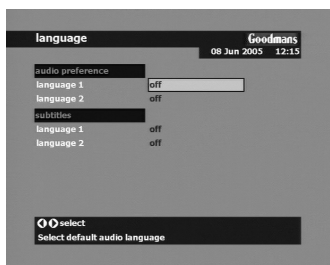 language
Goodmans
08 Jun 2005 12:15
audio preference
language 1 off
language 2 off
subtitles
language 1 off
language 2 off
select
Select default audio language